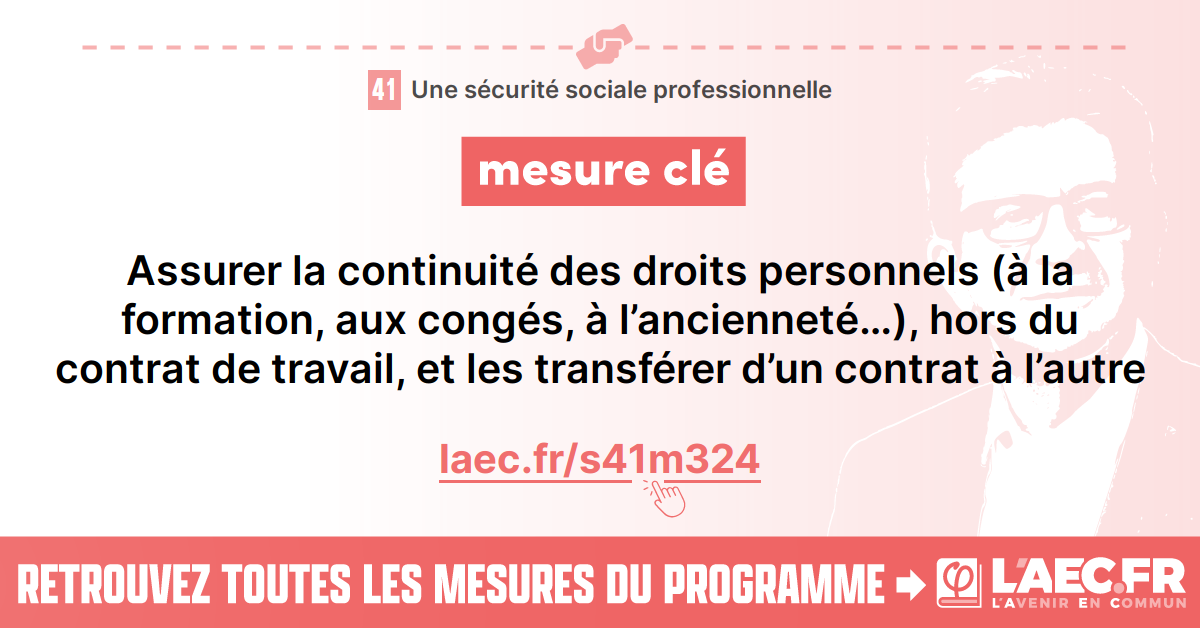 41 Une sécurité sociale professionnelle
mesure clé
Assurer la continuité des droits personnels (à la
formation, aux congés, à l’ancienneté…), hors du
contrat de travail, et les transférer d’un contrat à l’autre
laec.fr/s41m324
RETROUVEZ TOUTES LES MESURES DU PROGRAMME
φ L'AEC.FR
L'AVENIR EN COMMUN